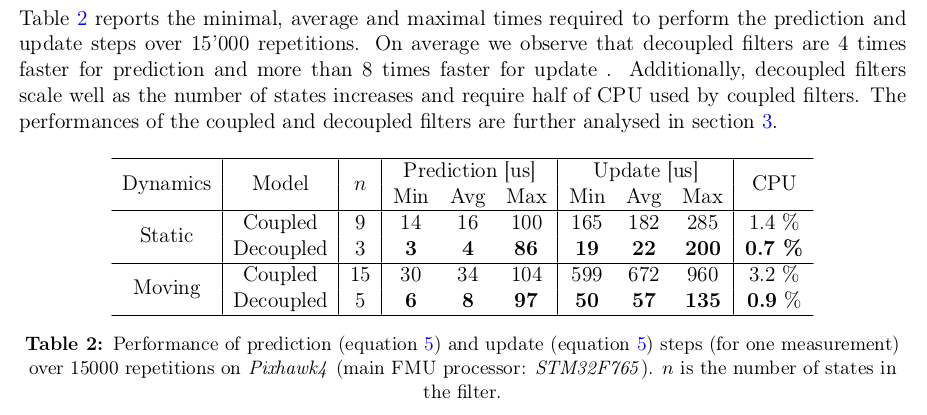 Table 2 reports the minimal, average and maximal times required to perform the prediction and
update steps over 15'000 repetitions. On average we observe that decoupled filters are 4 times
faster for prediction and more than 8 times faster for update . Additionally, decoupled filters
scale well as the number of states increases and require half of CPU used by coupled filters. The
performances of the coupled and decoupled filters are further analysed in section 3.
Dynamics Model n Prediction [us] Update [us] CPU
Min Avg Max Min Avg Max
Static Coupled 9 14 16 100 165 182 285 1.4 %
Decoupled 3 3 4 86 19 22 200 0.7 %
Moving Coupled 15 30 34 104 599 672 960 3.2 %
Decoupled 5 6 8 97 50 57 135 0.9 %
Table 2: Performance of prediction (equation 5) and update (equation 5) steps (for one measurement)
over 15000 repetitions on Pixhawk4 (main FMU processor: STM32F765). n is the number of states in
the filter.